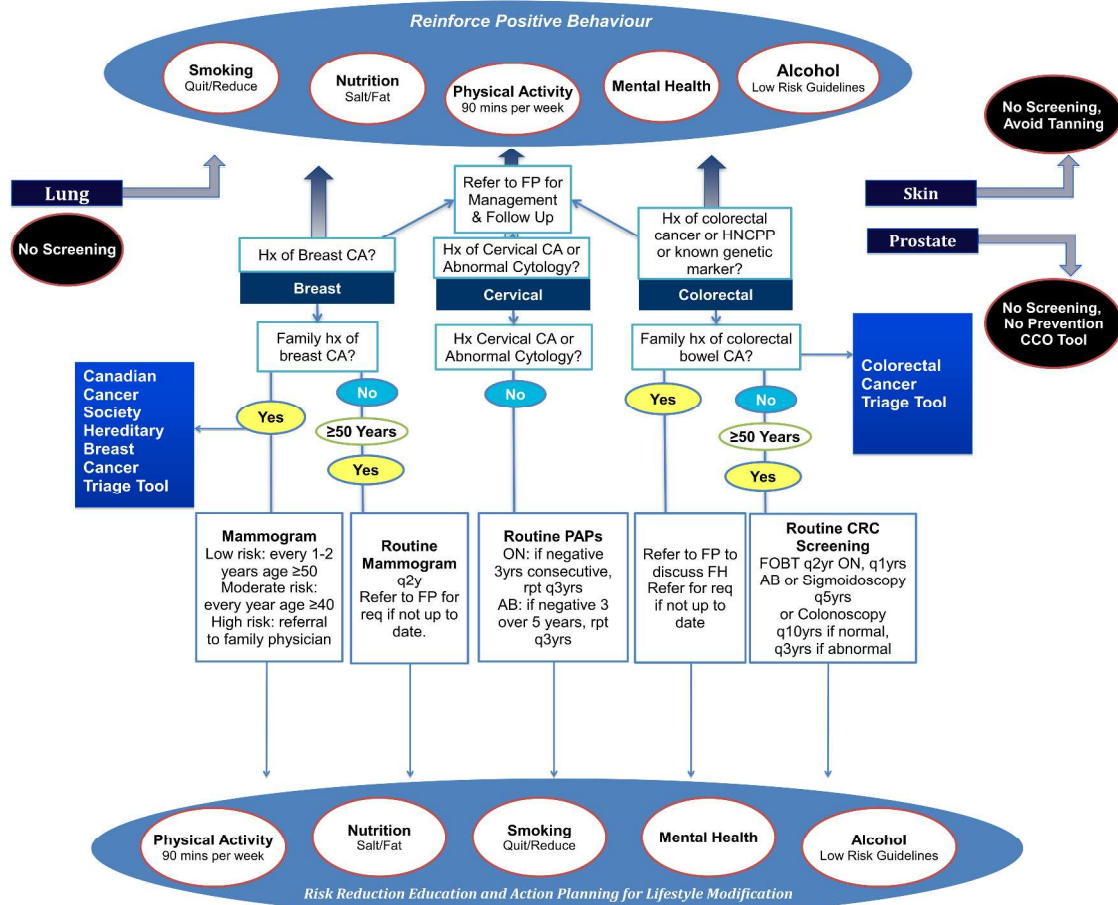 Reinforce Positive Behaviour
Smoking
Quit/Reduce
Nutrition
Salt/Fat
Physical Activity
90 mins per week
Mental Health
Alcohol
Low Risk Guidelines
No Screening,
Avoid Tanning
Lung
No Screening
Refer to FP for
Management
& Follow Up
Skin
Prostate
No Screening,
No Prevention
CCO Tool
Hx of Breast CA?
Breast
Hx of Cervical CA or
Abnormal Cytology?
Cervical
Hx of colorectal
cancer or HNCPP
or known genetic
marker?
Colorectal
Family hx of
breast CA?
Hx Cervical CA or
Abnormal Cytology?
Family hx of colorectal
bowel CA?
Canadian
Cancer
Society
Hereditary
Breast
Cancer
Triage Tool
Yes
No
≥50 Years
Yes
No
Yes
No
≥50 Years
Yes
Colorectal
Cancer
Triage Tool
Mammogram
Low risk: every 1-2
years age ≥50
Moderate risk:
every year age ≥40
High risk: referral
to family physician
Routine
Mammogram
q2y
Refer to FP for
req if not up to
date.
Routine PAPs
ON: if negative
3yrs consecutive,
rpt q3yrs
AB: if negative 3
over 5 years, rpt
q3yrs
Refer to FP to
discuss FH
Refer for req
if not up to
date
Routine CRC
Screening
FOBT q2yr ON, q1yrs
AB or Sigmoidoscopy
q5yrs
or Colonoscopy
q10yrs if normal,
q3yrs if abnormal
Physical Activity
90 mins per week
Nutrition
Salt/Fat
Smoking
Quit/Reduce
Mental Health
Alcohol
Low Risk Guidelines
Risk Reduction Education and Action Planning for Lifestyle Modification